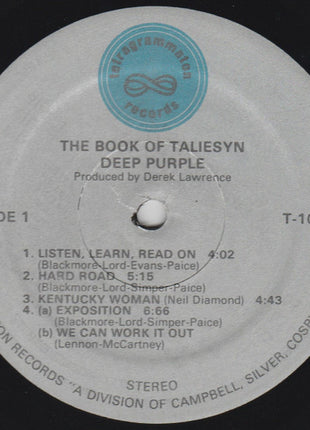 tetragrammaton
records
THE BOOK OF TALIESYN
DEEP PURPLE
Produced by Derek Lawrence
DE 1
T-10
1. LISTEN, LEARN, READ ON 4:02
(Blackmore-Lord-Evans-Paice)
2. HARD ROAD 5:15
(Blackmore-Lord-Simper-Paice)
3. KENTUCKY WOMAN (Neil Diamond) 4:43
4. (a) EXPOSITION 6:66
(Blackmore-Lord-Simper-Paice)
(b) WE CAN WORK IT OUT
(Lennon-McCartney)
STEREO
ON RECORDS "A DIVISION OF CAMPBELL, SILVER, COSBY